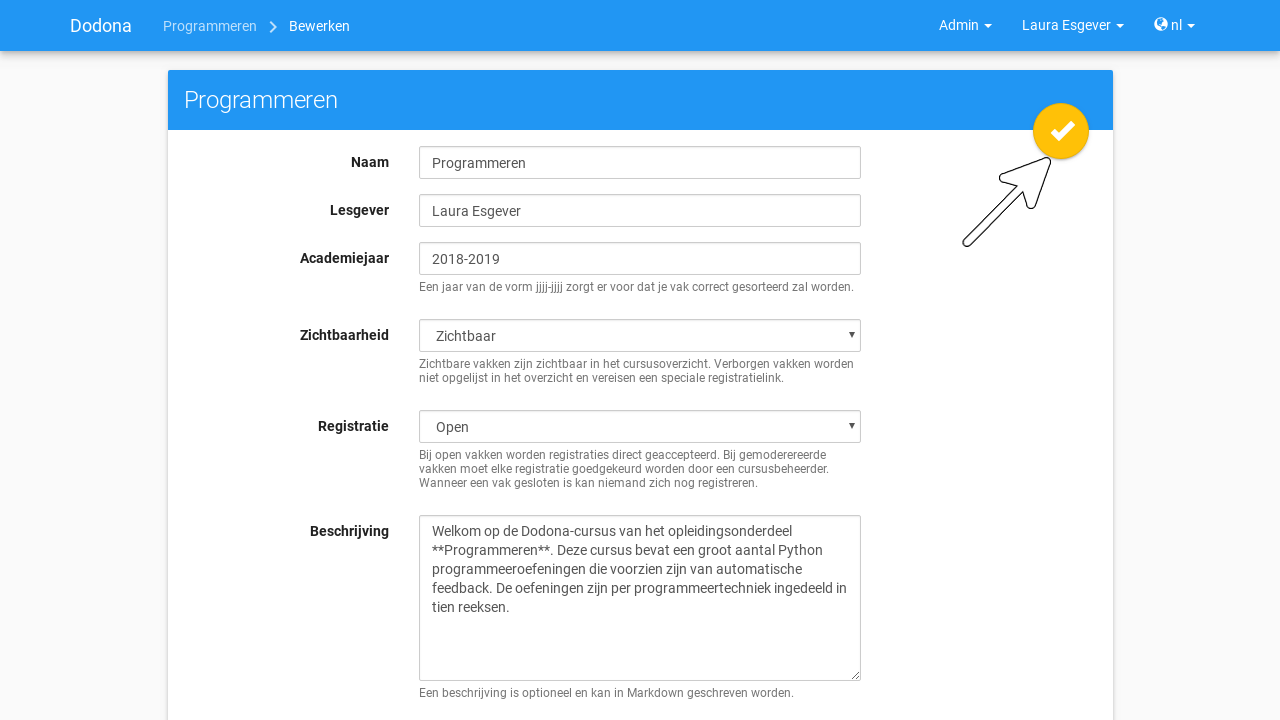 Dodona Programmeren Bewerken Admin Laura Esgever nl
Programmeren
Naam Programmeren
Lesgever Laura Esgever
Academiejaar 2018-2019
Een jaar van de vorm jjjj-jjjj zorgt er voor dat je vak correct gesorteerd zal worden.
Zichtbaarheid Zichtbaar
Zichtbare vakken zijn zichtbaar in het cursusoverzicht. Verborgen vakken worden
niet opgelijst in het overzicht en vereisen een speciale registratielink.
Registratie Open
Bij open vakken worden registraties direct geaccepteerd. Bij gemoderereerde
vakken moet elke registratie goedgekeurd worden door een cursusbeheerder.
Wanneer een vak gesloten is kan niemand zich nog registreren.
Beschrijving Welkom op de Dodona-cursus van het opleidingsonderdeel
**Programmeren**. Deze cursus bevat een groot aantal Python
programmeeroefeningen die voorzien zijn van automatische
feedback. De oefeningen zijn per programmeertechniek ingedeeld in
tien reeksen.
Een beschrijving is optioneel en kan in Markdown geschreven worden.